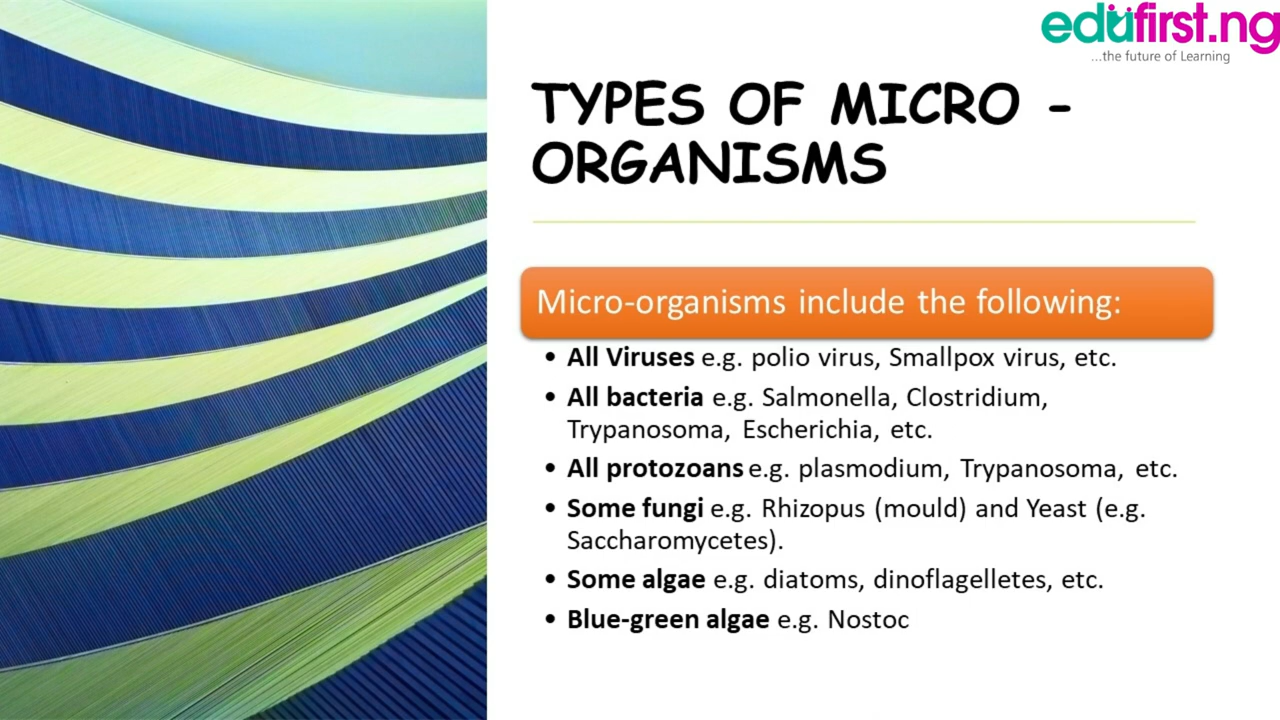 edufirst.ng
...the future of Learning
TYPES OF MICRO -
ORGANISMS
Micro-organisms include the following:
• All Viruses e.g. polio virus, Smallpox virus, etc.
• All bacteria e.g. Salmonella, Clostridium,
Trypanosoma, Escherichia, etc.
• All protozoans e.g. plasmodium, Trypanosoma, etc.
• Some fungi e.g. Rhizopus (mould) and Yeast (e.g.
Saccharomycetes).
• Some algae e.g. diatoms, dinoflagelletes, etc.
• Blue-green algae e.g. Nostoc